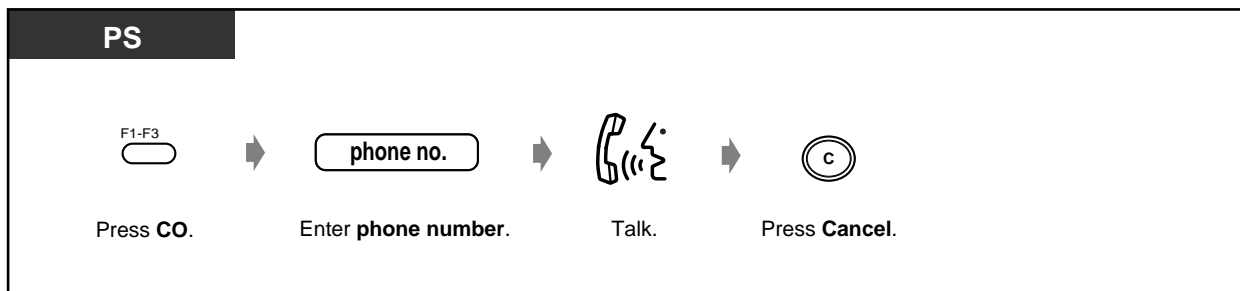 PS
F1-F3
phone no.
C
Press CO.
Enter phone number.
Talk.
Press Cancel.